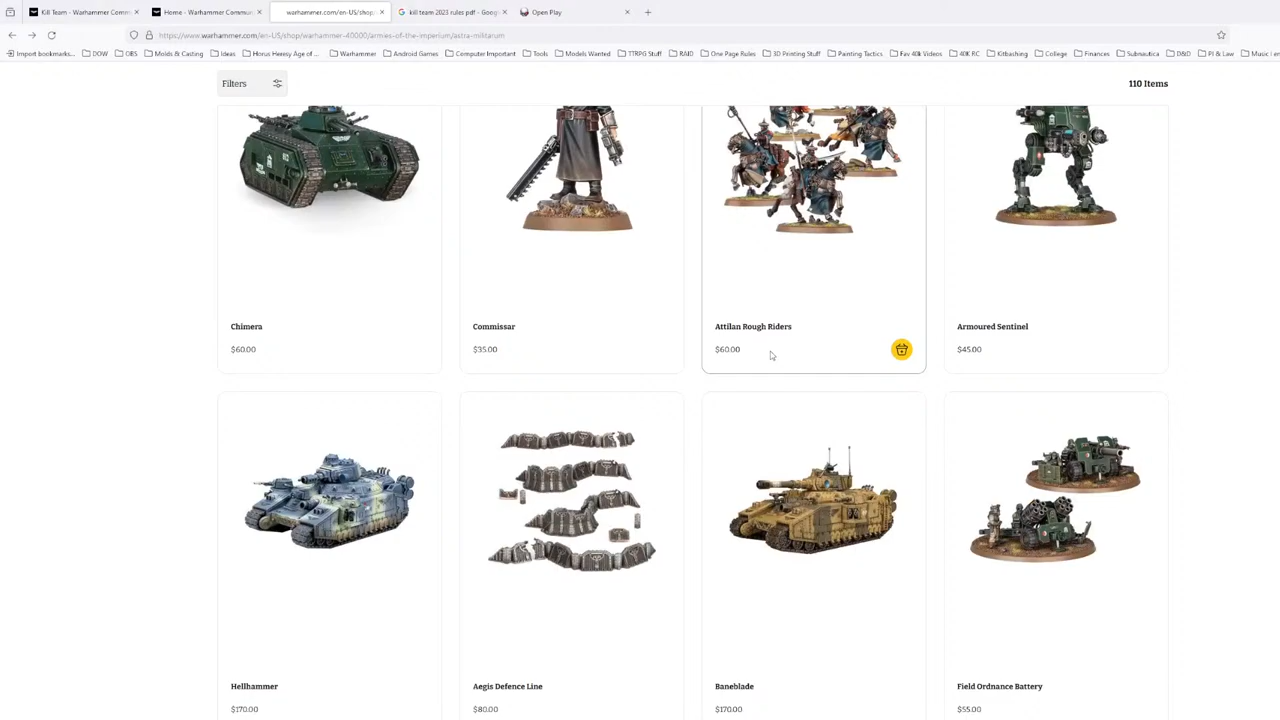 Kill Team - Warhammer Comm
Home - Warhammer Commun
warhammer.com/en-US/shop/
kill team 2023 rules pdf - Goog
Open Play
https://www.warhammer.com/en-US/shop/warhammer-40000/armies-of-the-imperium/astra-militarum
Import bookmarks... DOW OBS Molds & Casting Ideas Horus Heresy Age of ... Warhammer Android Games Computer Important Tools Models Wanted TTRPG Stuff RAID One Page Rules 3D Printing Stuff Painting Tactics Fav 40k Videos 40K RC Kitbashing College Finances Subnautica D&D PI & Law
Filters
110 Items
Chimera
$60.00
Commissar
$35.00
Attilan Rough Riders
$60.00
Armoured Sentinel
$45.00
Hellhammer
$170.00
Aegis Defence Line
$80.00
Baneblade
$170.00
Field Ordnance Battery
$55.00